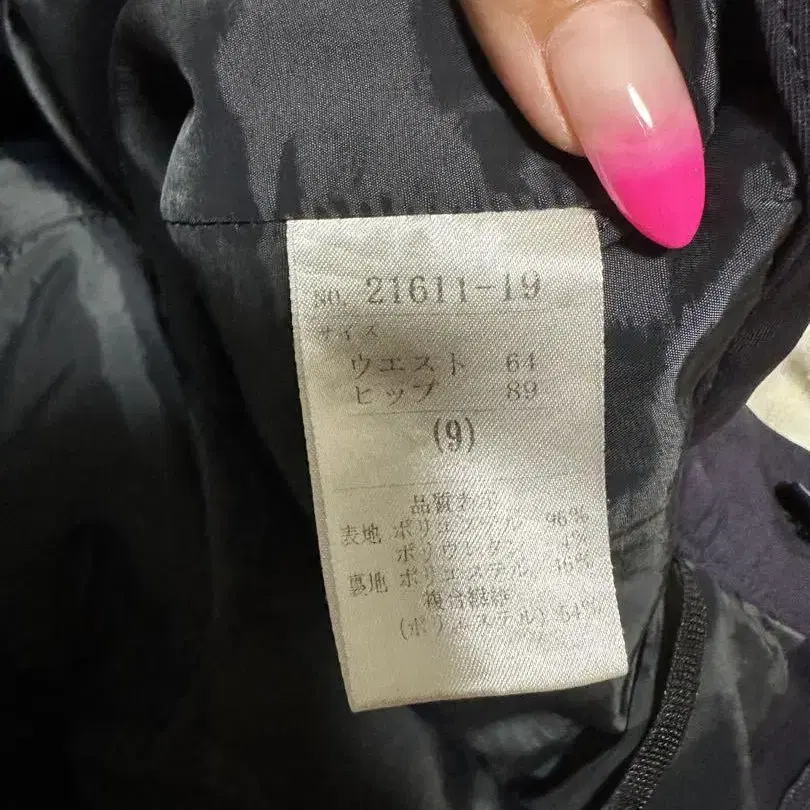 NO. 21611-19
サイズ
ウエスト 64
ヒップ 89
(9)
品質表示
表地 ポリエステル 96%
ポリウレタン 4%
裏地 ポリエステル 36%
複合繊維
(ポリエステル) 64%